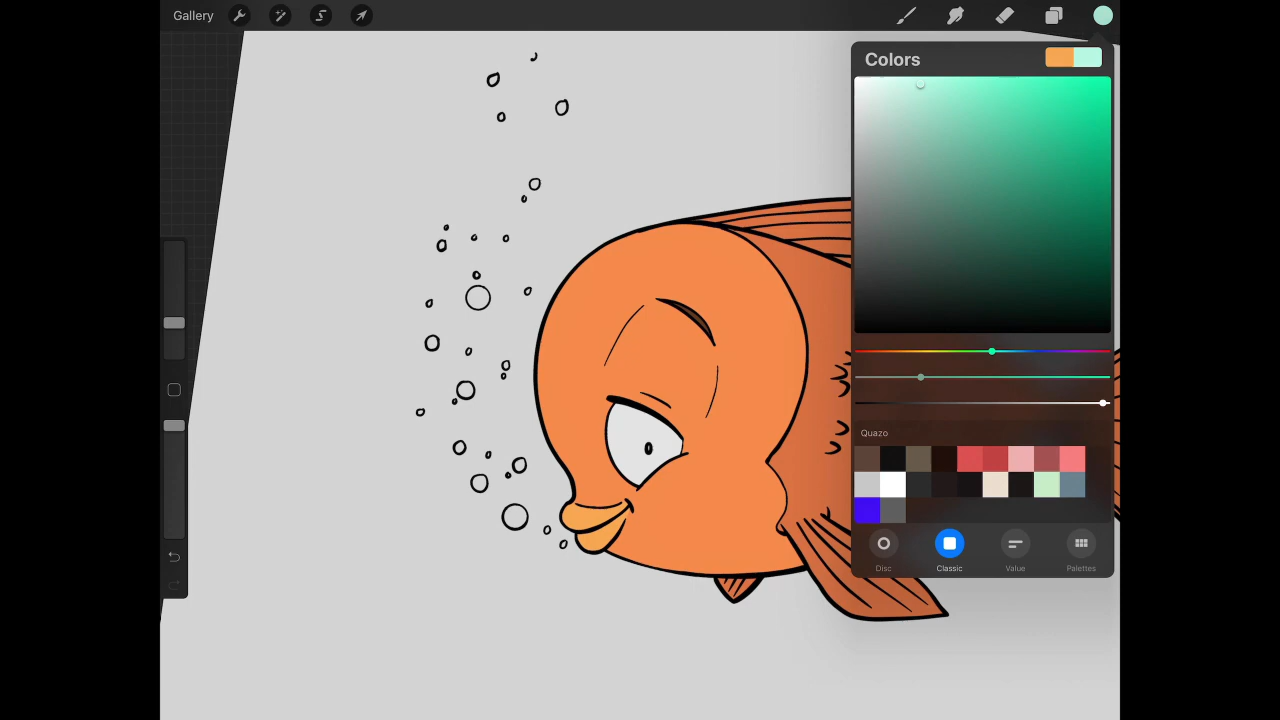 Gallery
Colors
Quazo
Disc
Classic
Value
Palettes